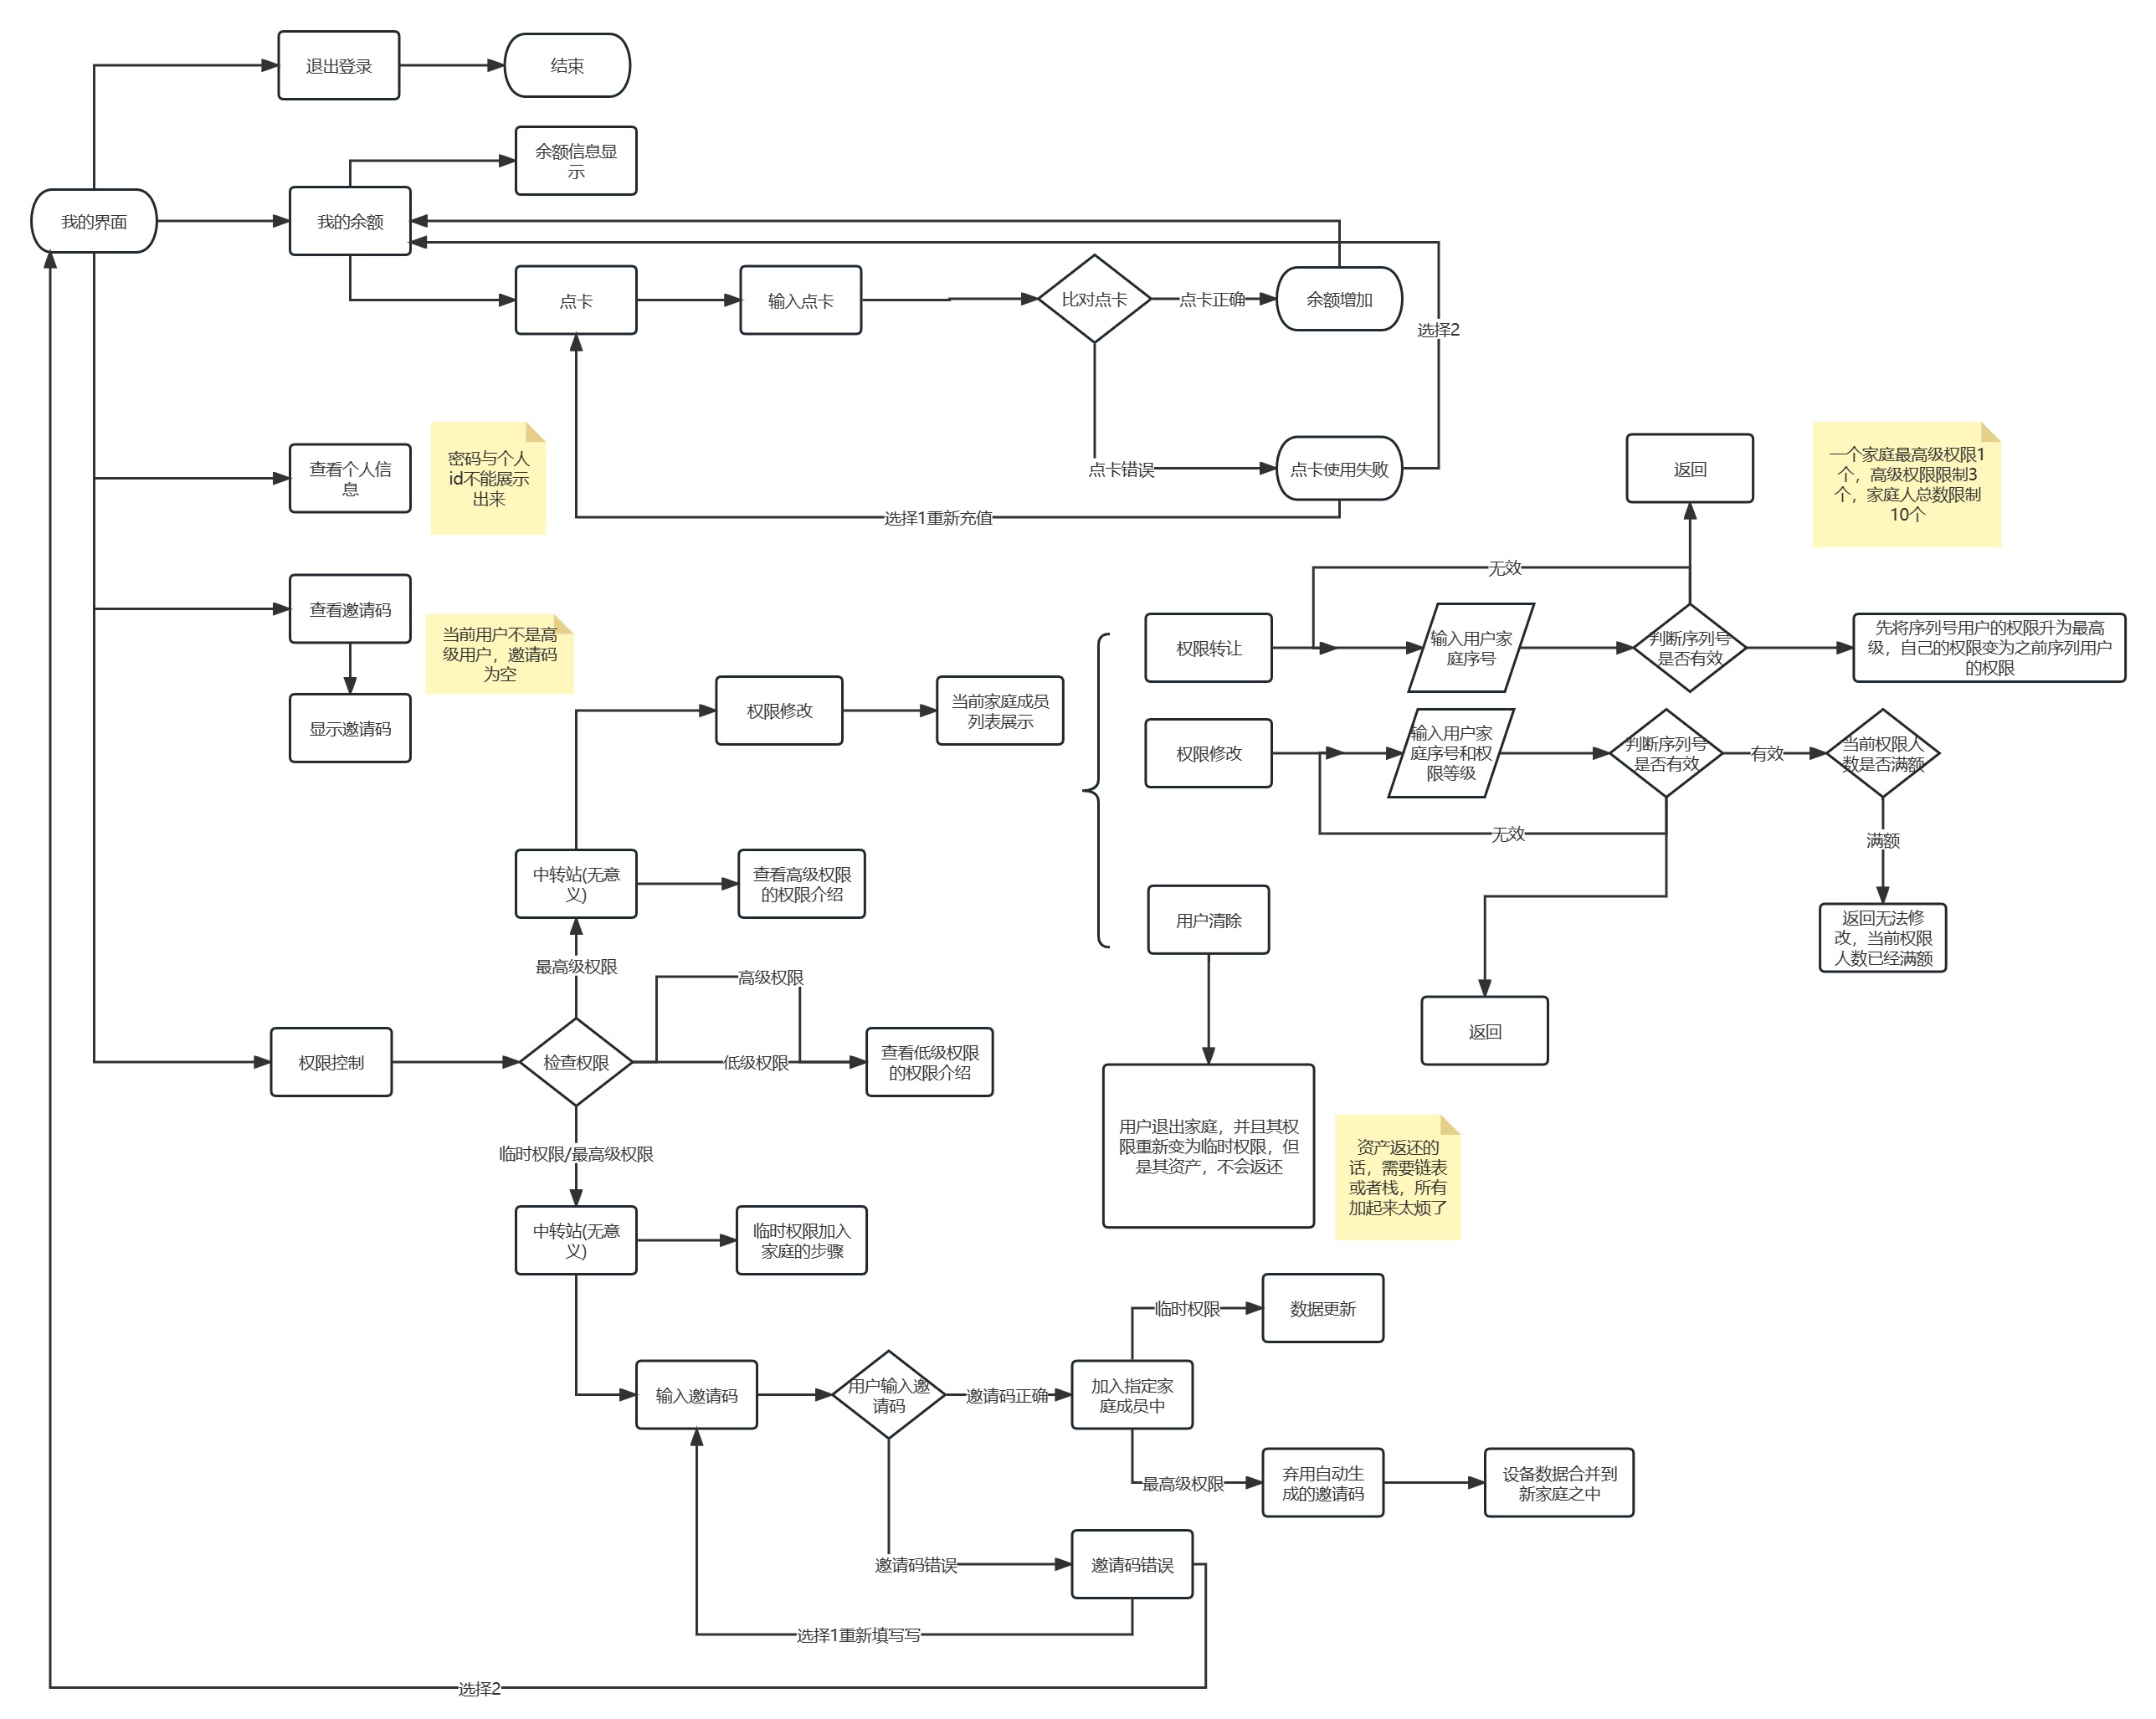 退出登录
结束
余额信息显
示
我的界面
我的余额
点卡
输入点卡
比对点卡
点卡正确
余额增加
选择2
点卡错误
点卡使用失败
选择1重新充值
查看个人信
息
密码与个人
id不能展示
出来
返回
一个家庭最高级权限1
个，高级权限限制3
个，家庭人总数限制
10个
查看邀请码
当前用户不是高
级用户，邀请码
为空
显示邀请码
无效
权限转让
输入用户家
庭序号
判断序列号
是否有效
先将序列号用户的权限升为最高
级，自己的权限变为之前序列用户
的权限
权限修改
当前家庭成员
列表展示
权限修改
输入用户家
庭序号和权
限等级
判断序列号
是否有效
有效
当前权限人
数是否满额
无效
满额
中转站(无意
义)
查看高级权限
的权限介绍
用户清除
返回无法修
改，当前权限
人数已经满额
最高级权限
高级权限
返回
权限控制
检查权限
低级权限
查看低级权限
的权限介绍
临时权限/最高级权限
用户退出家庭，并且其权
限重新变为临时权限，但
是其资产，不会返还
资产返还的
话，需要链表
或者栈，所有
加起来太烦了
中转站(无意
义)
临时权限加入
家庭的步骤
临时权限
数据更新
输入邀请码
用户输入邀
请码
邀请码正确
加入指定家
庭成员中
最高级权限
弃用自动生
成的邀请码
设备数据合并到
新家庭之中
邀请码错误
邀请码错误
选择1重新填写写
选择2